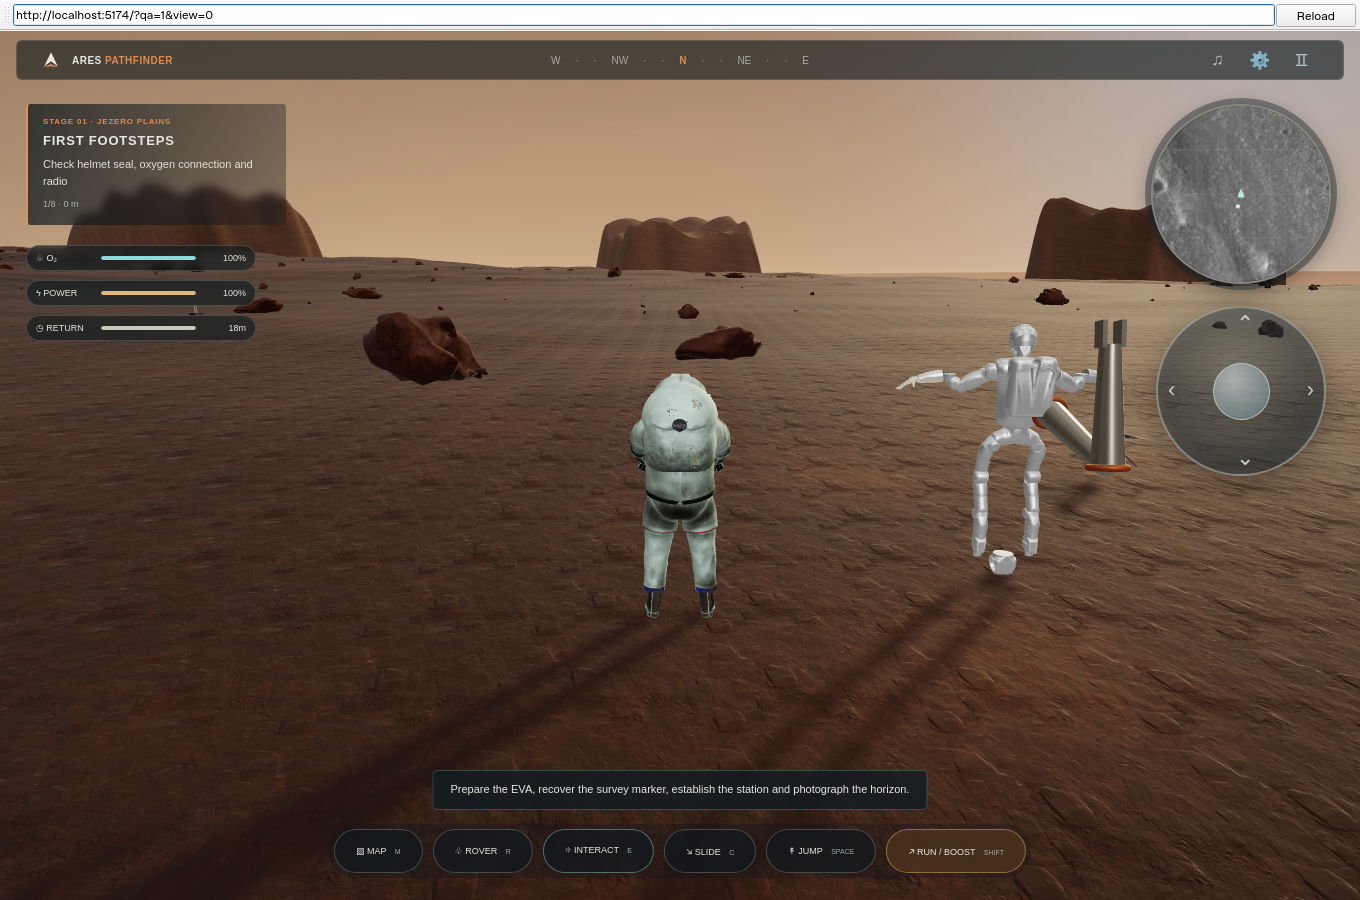 http://localhost:5174/?qa=1&view=0
Reload
ARES PATHFINDER
W · · NW · · N · · NE · · E
STAGE 01 · JEZERO PLAINS
FIRST FOOTSTEPS
Check helmet seal, oxygen connection and
radio
1/8 · 0 m
O₂ 100%
POWER 100%
RETURN 18m
Prepare the EVA, recover the survey marker, establish the station and photograph the horizon.
MAP M
ROVER R
INTERACT E
SLIDE C
JUMP SPACE
RUN / BOOST SHIFT